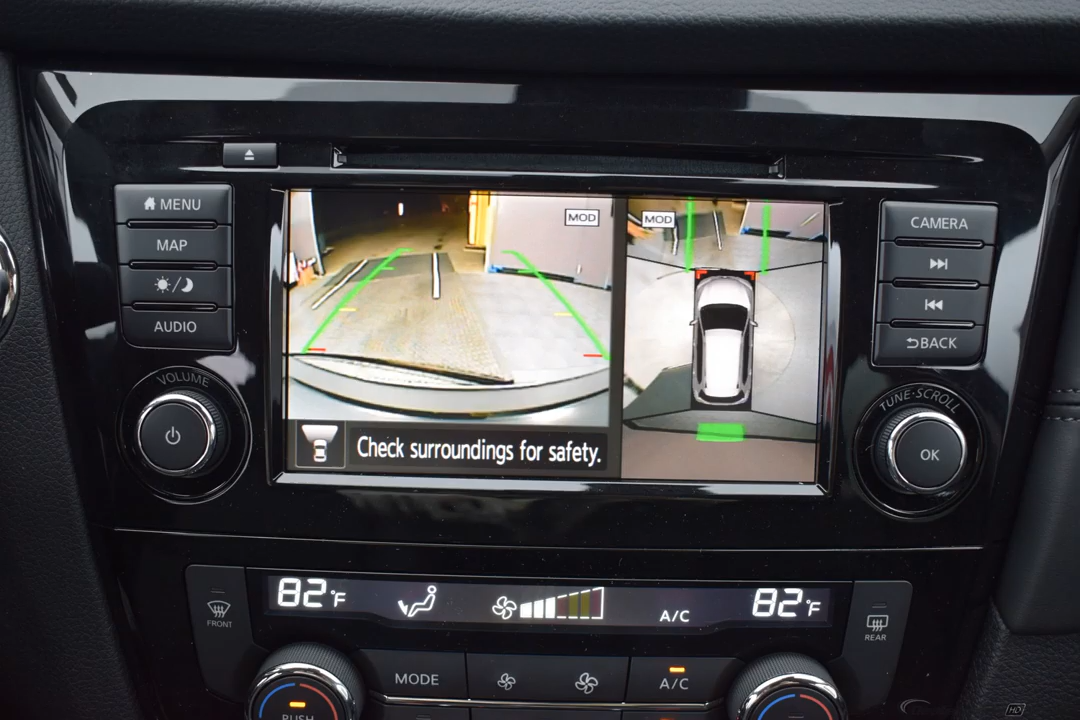 MENU
MAP
AUDIO
VOLUME
MOD
MOD
Check surroundings for safety.
CAMERA
BACK
TUNE·SCROLL
OK
82°F
A/C
82°F
FRONT
REAR
MODE
A/C
PUSH
HD